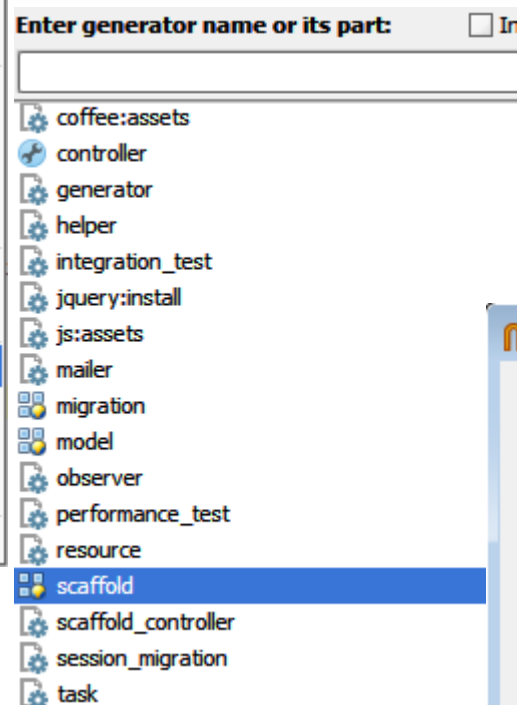 Enter generator name or its part: In
coffee:assets
controller
generator
helper
integration_test
jquery:install
js:assets
mailer
migration
model
observer
performance_test
resource
scaffold
scaffold_controller
session_migration
task